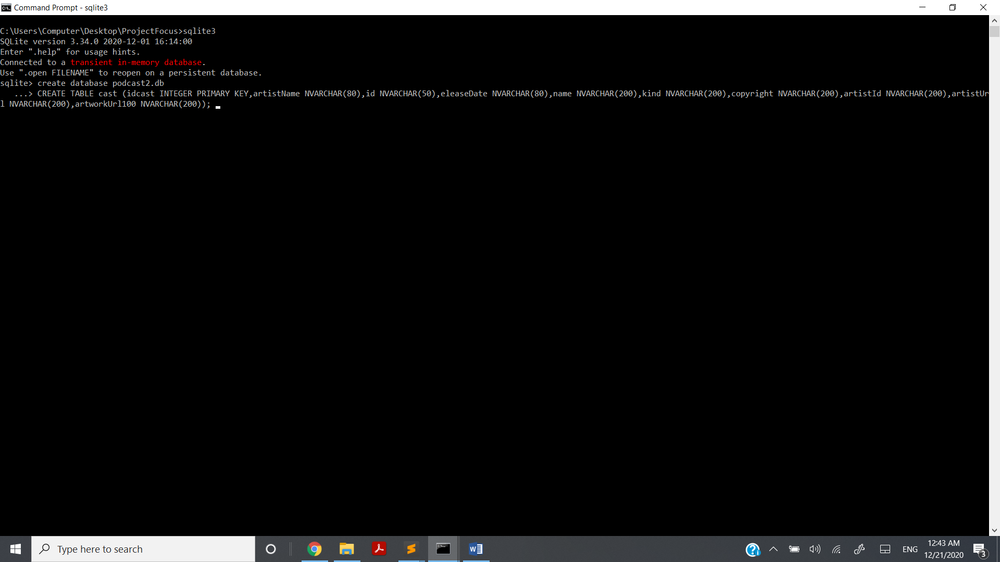 Command Prompt - sqlite3
C:\Users\Computer\Desktop\ProjectFocus>sqlite3
SQLite version 3.34.0 2020-12-01 16:14:00
Enter ".help" for usage hints.
Connected to a transient in-memory database.
Use ".open FILENAME" to reopen on a persistent database.
sqlite> create database podcast2.db
   ...> CREATE TABLE cast (idcast INTEGER PRIMARY KEY,artistName NVARCHAR(80),id NVARCHAR(50),eleaseDate NVARCHAR(80),name NVARCHAR(200),kind NVARCHAR(200),copyright NVARCHAR(200),artistId NVARCHAR(200),artistUr
l NVARCHAR(200),artworkUrl100 NVARCHAR(200));
Type here to search
ENG
12:43 AM
12/21/2020
3